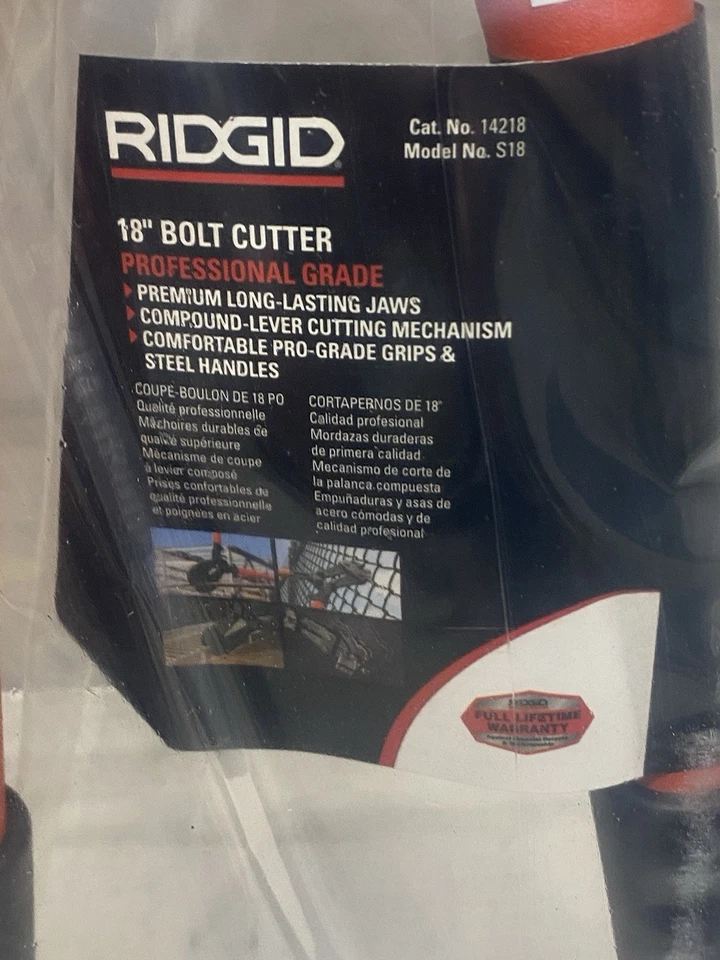 RIDGID
Cat. No. 14218
Model No. S18
18" BOLT CUTTER
PROFESSIONAL GRADE
PREMIUM LONG-LASTING JAWS
COMPOUND-LEVER CUTTING MECHANISM
COMFORTABLE PRO-GRADE GRIPS &
STEEL HANDLES
COUPE-BOULON DE 18 PO
Qualité professionnelle
Mâchoires durables de
qualité supérieure
Mécanisme de coupe
à levier composé
Prises confortables de
qualité professionnelle
et poignées en acier
CORTAPERNOS DE 18"
Calidad profesional
Mordazas duraderas
de primera calidad
Mecanismo de corte de
la palanca compuesta
Empuñaduras y asas de
acero cómodas y de
calidad profesional
RIDGID
FULL LIFETIME
WARRANTY